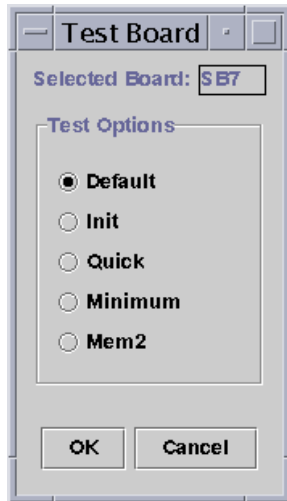 Test Board
Selected Board: SB7
Test Options
Default
Init
Quick
Minimum
Mem2
OK Cancel